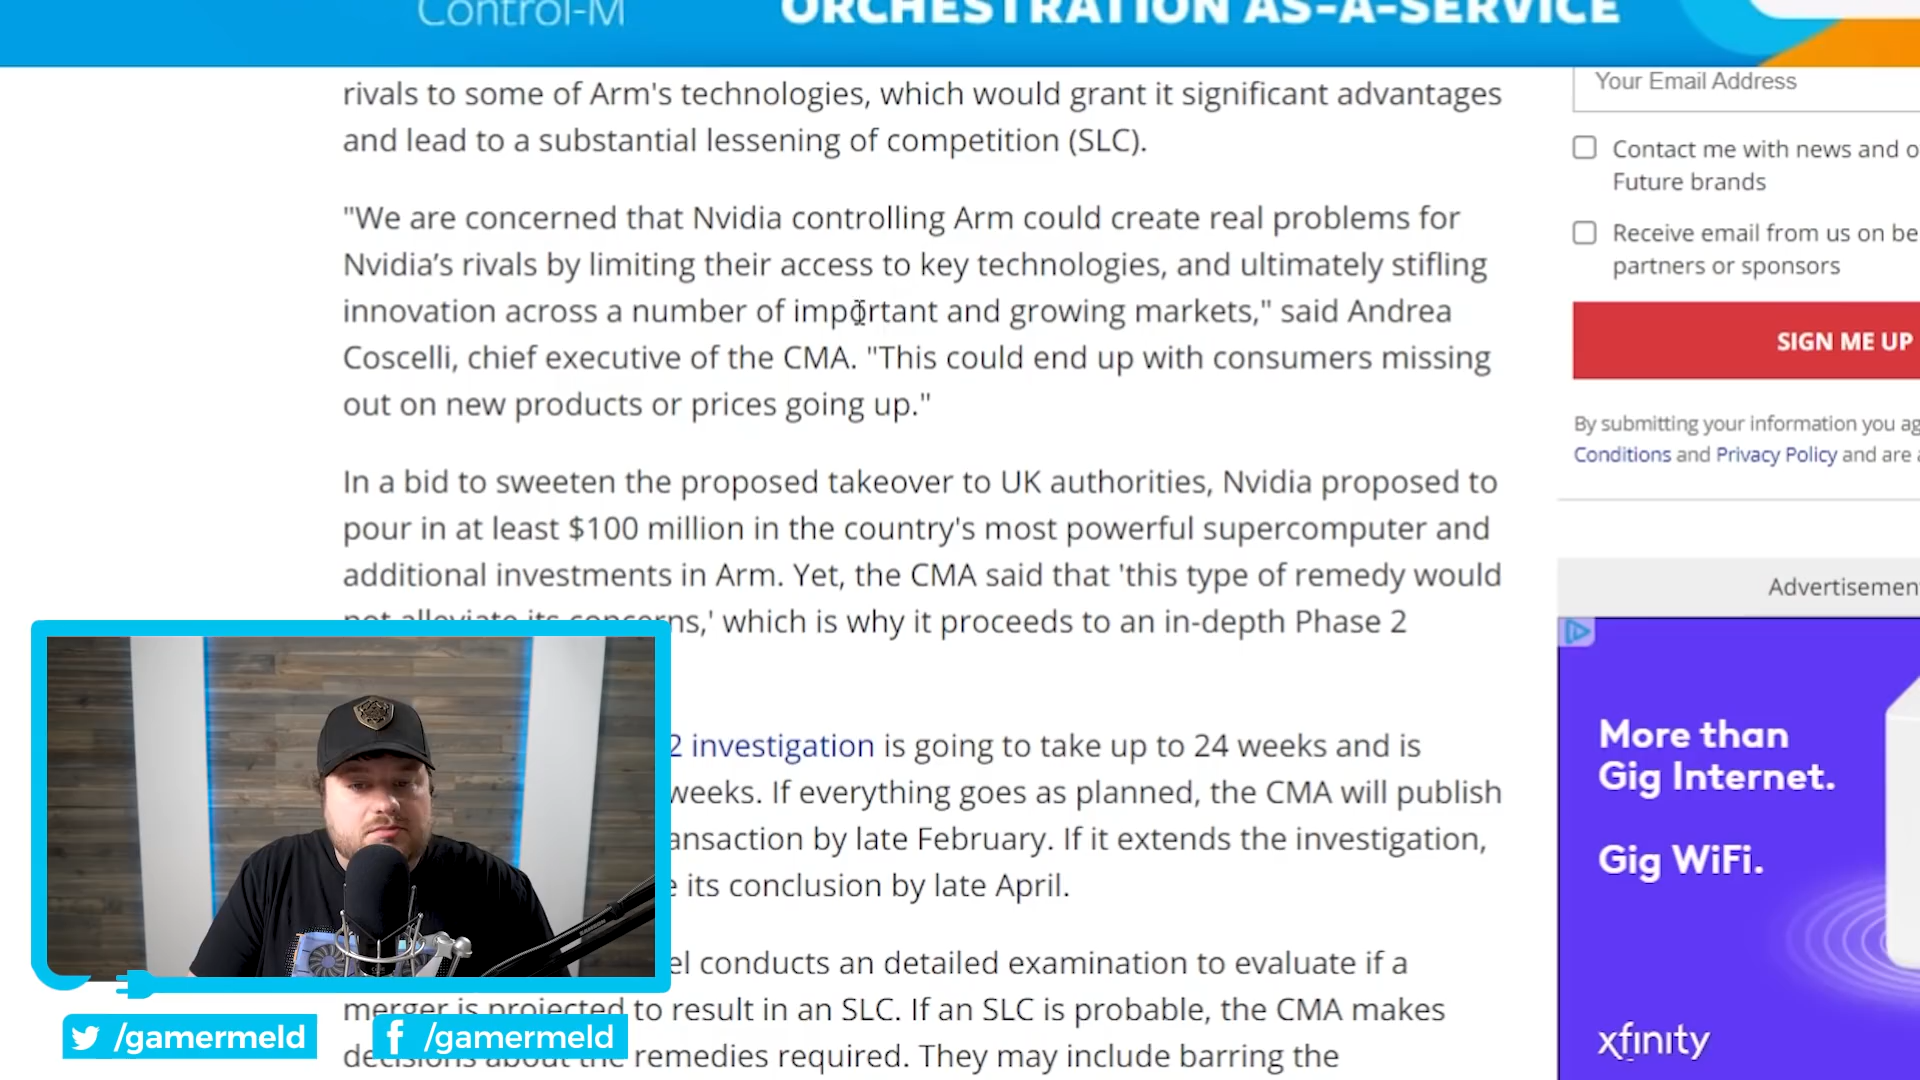 Control-M
ORCHESTRATION AS-A-SERVICE
rivals to some of Arm's technologies, which would grant it significant advantages
and lead to a substantial lessening of competition (SLC).
"We are concerned that Nvidia controlling Arm could create real problems for
Nvidia's rivals by limiting their access to key technologies, and ultimately stifling
innovation across a number of important and growing markets," said Andrea
Coscelli, chief executive of the CMA. "This could end up with consumers missing
out on new products or prices going up."
In a bid to sweeten the proposed takeover to UK authorities, Nvidia proposed to
pour in at least $100 million in the country's most powerful supercomputer and
additional investments in Arm. Yet, the CMA said that 'this type of remedy would
not alleviate its concerns,' which is why it proceeds to an in-depth Phase 2
2 investigation is going to take up to 24 weeks and is
weeks. If everything goes as planned, the CMA will publish
ansaction by late February. If it extends the investigation,
e its conclusion by late April.
el conducts an detailed examination to evaluate if a
merger is projected to result in an SLC. If an SLC is probable, the CMA makes
decisions about the remedies required. They may include barring the
Your Email Address
Contact me with news and o
Future brands
Receive email from us on be
partners or sponsors
SIGN ME UP
By submitting your information you ag
Conditions and Privacy Policy and are a
Advertisement
More than
Gig Internet.
Gig WiFi.
xfinity
/gamermeld
/gamermeld